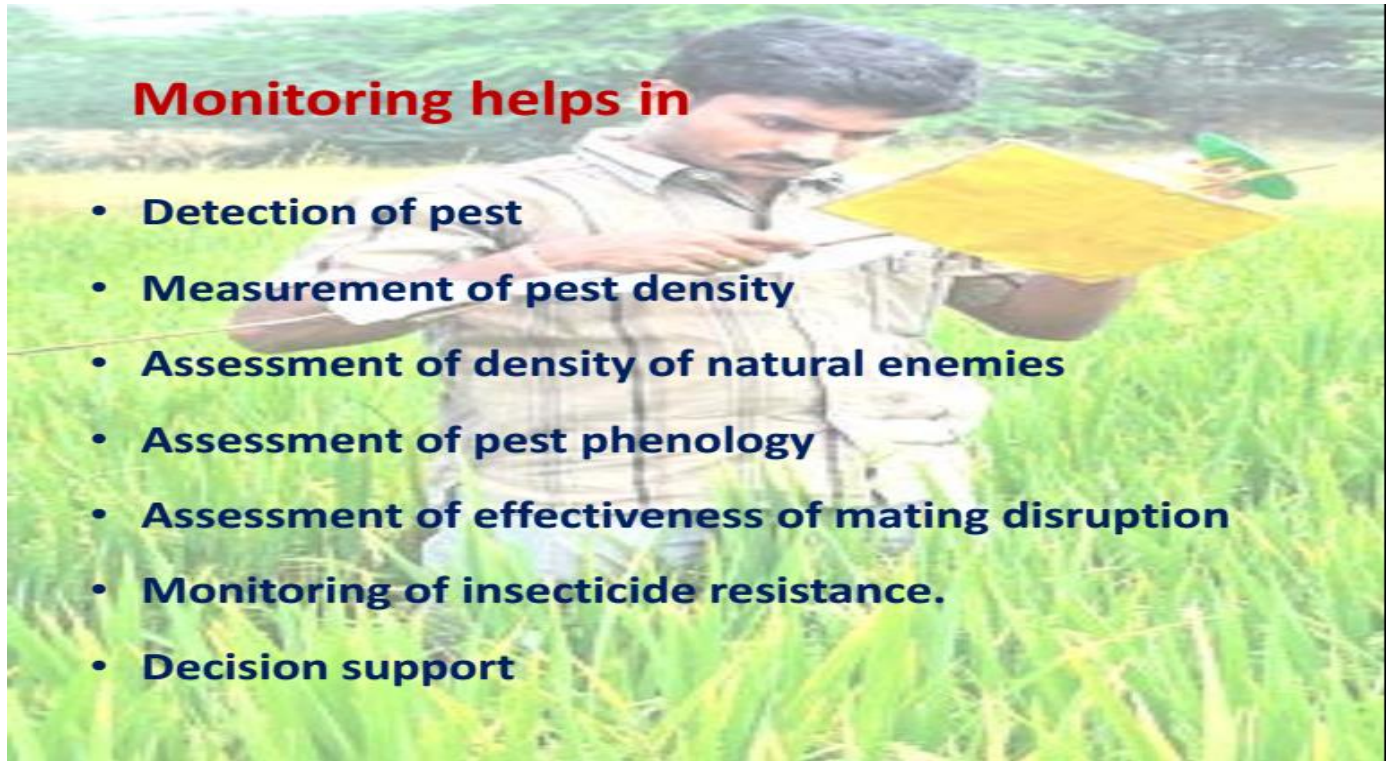 Monitoring helps in
• Detection of pest
• Measurement of pest density
• Assessment of density of natural enemies
• Assessment of pest phenology
• Assessment of effectiveness of mating disruption
• Monitoring of insecticide resistance.
• Decision support